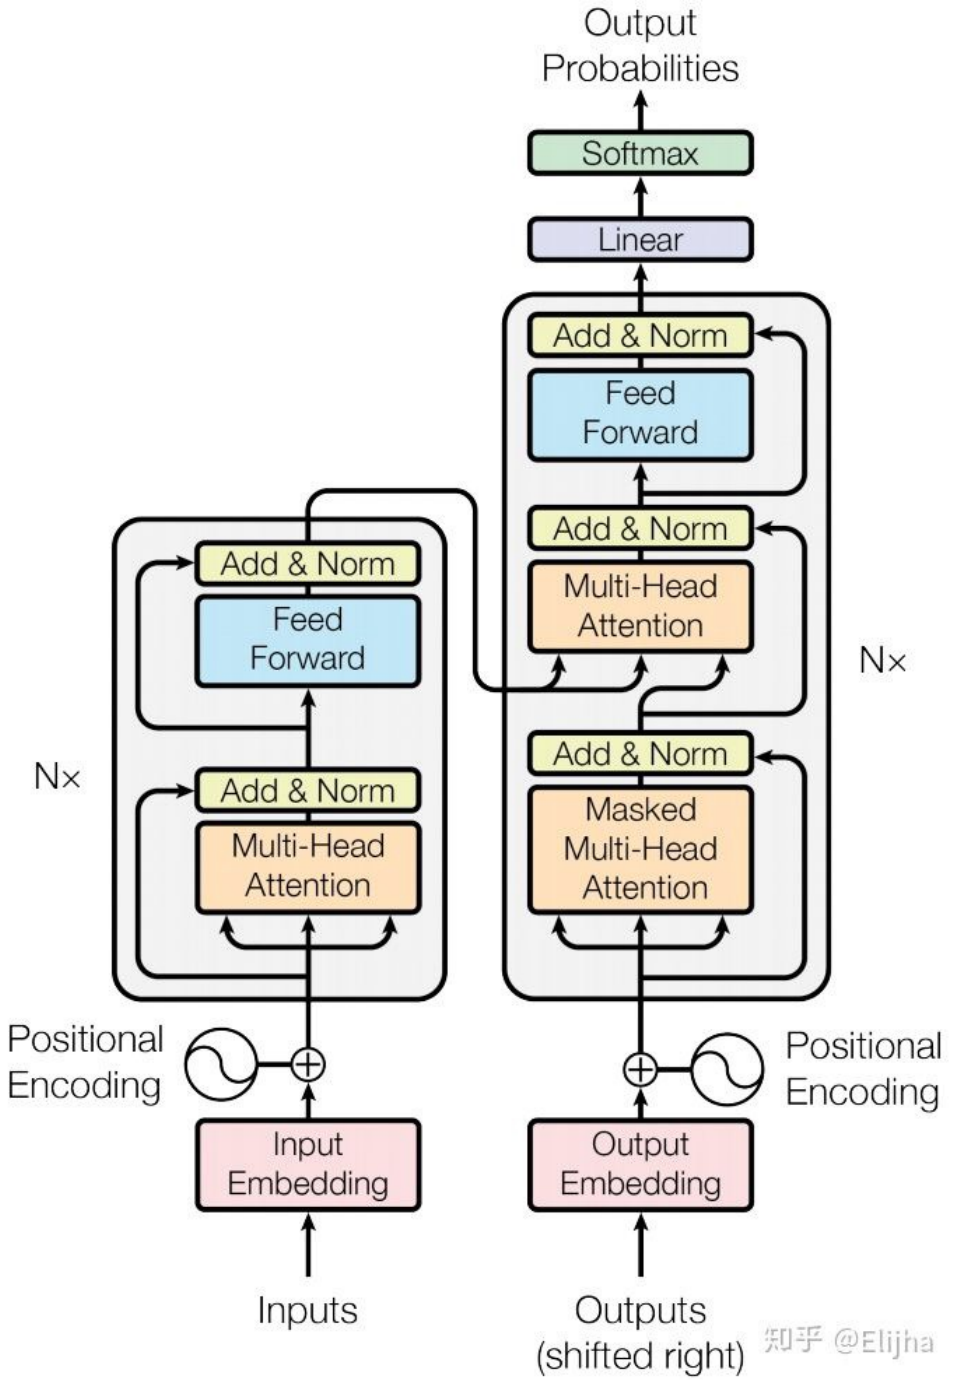 Output
Probabilities
Softmax
Linear
Add & Norm
Feed
Forward
Add & Norm
Multi-Head
Attention
Nx
Add & Norm
Masked
Multi-Head
Attention
Add & Norm
Feed
Forward
Nx
Add & Norm
Multi-Head
Attention
Positional
Encoding
Positional
Encoding
Input
Embedding
Output
Embedding
Inputs
Outputs
(shifted right)
知乎 @Elijha